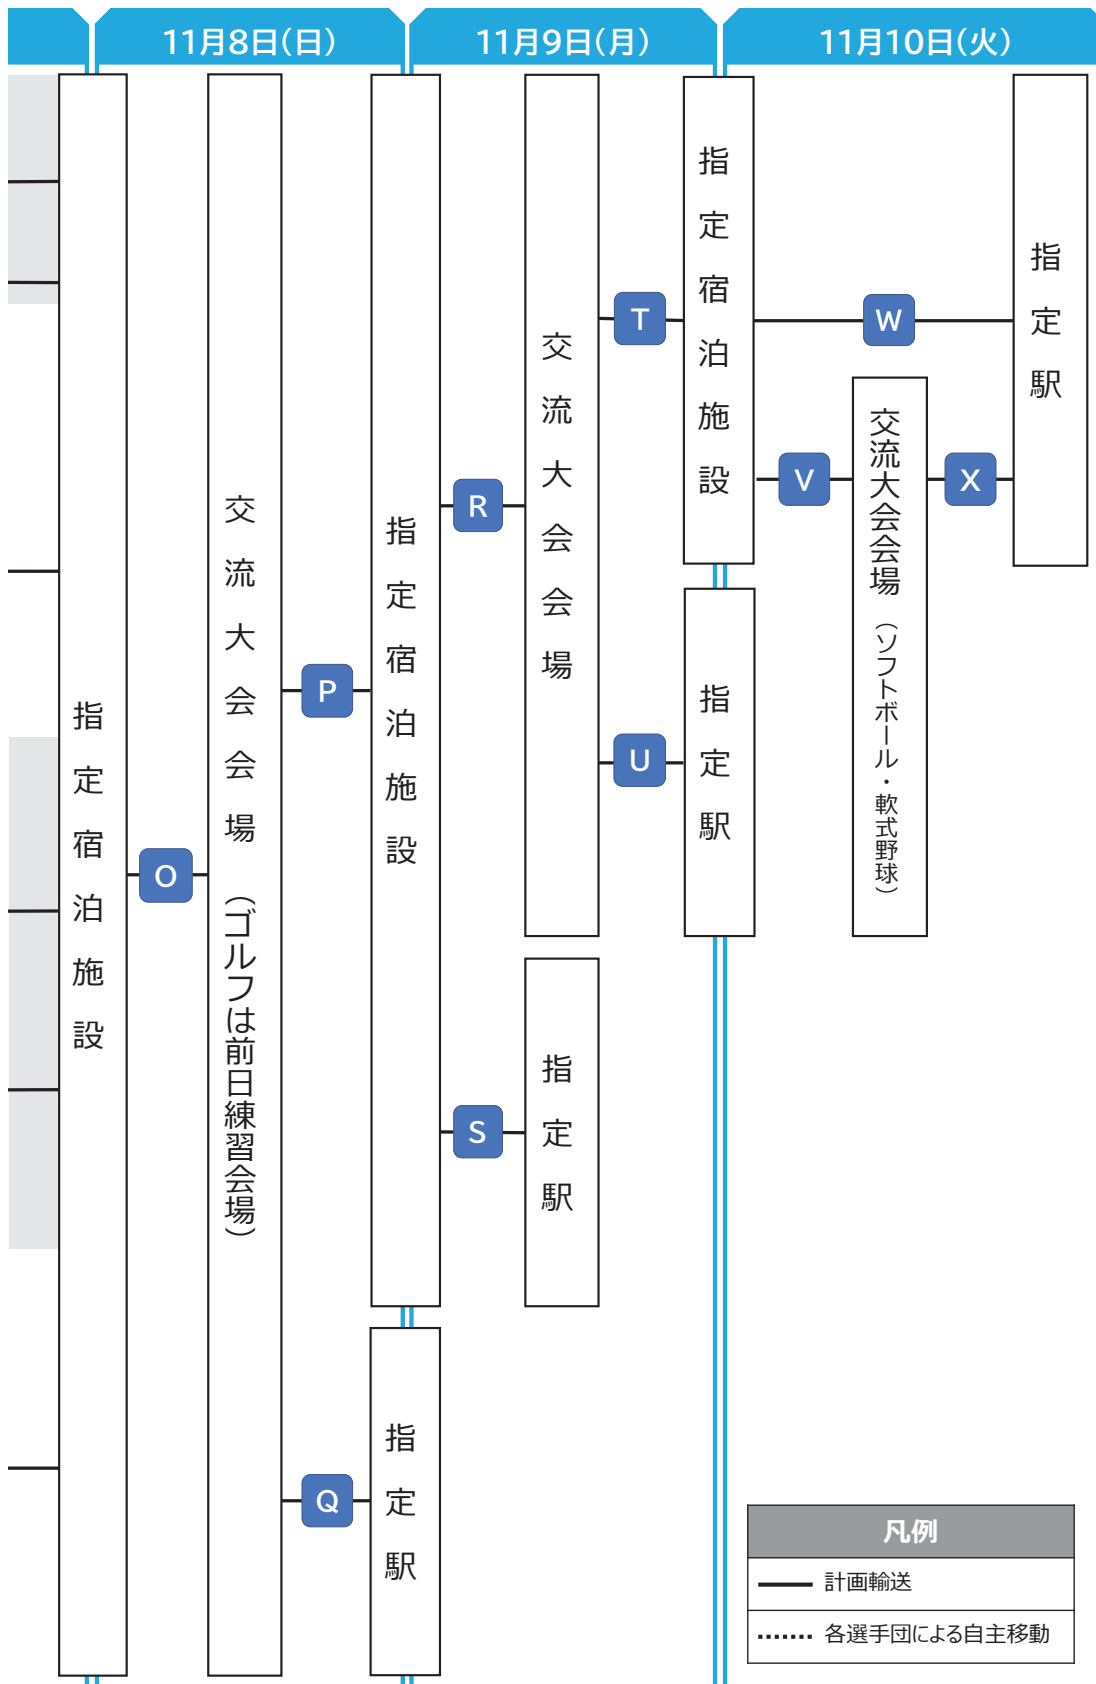 11月8日(日)
11月9日(月)
11月10日(火)
指定宿泊施設
O
交流大会会場（ゴルフは前日練習会場）
P
Q
指定宿泊施設
指定駅
R
S
交流大会会場
指定駅
T
U
指定宿泊施設
指定駅
W
V
交流大会会場（ソフトボール・軟式野球）
X
指定駅
凡例
計画輸送
各選手団による自主移動